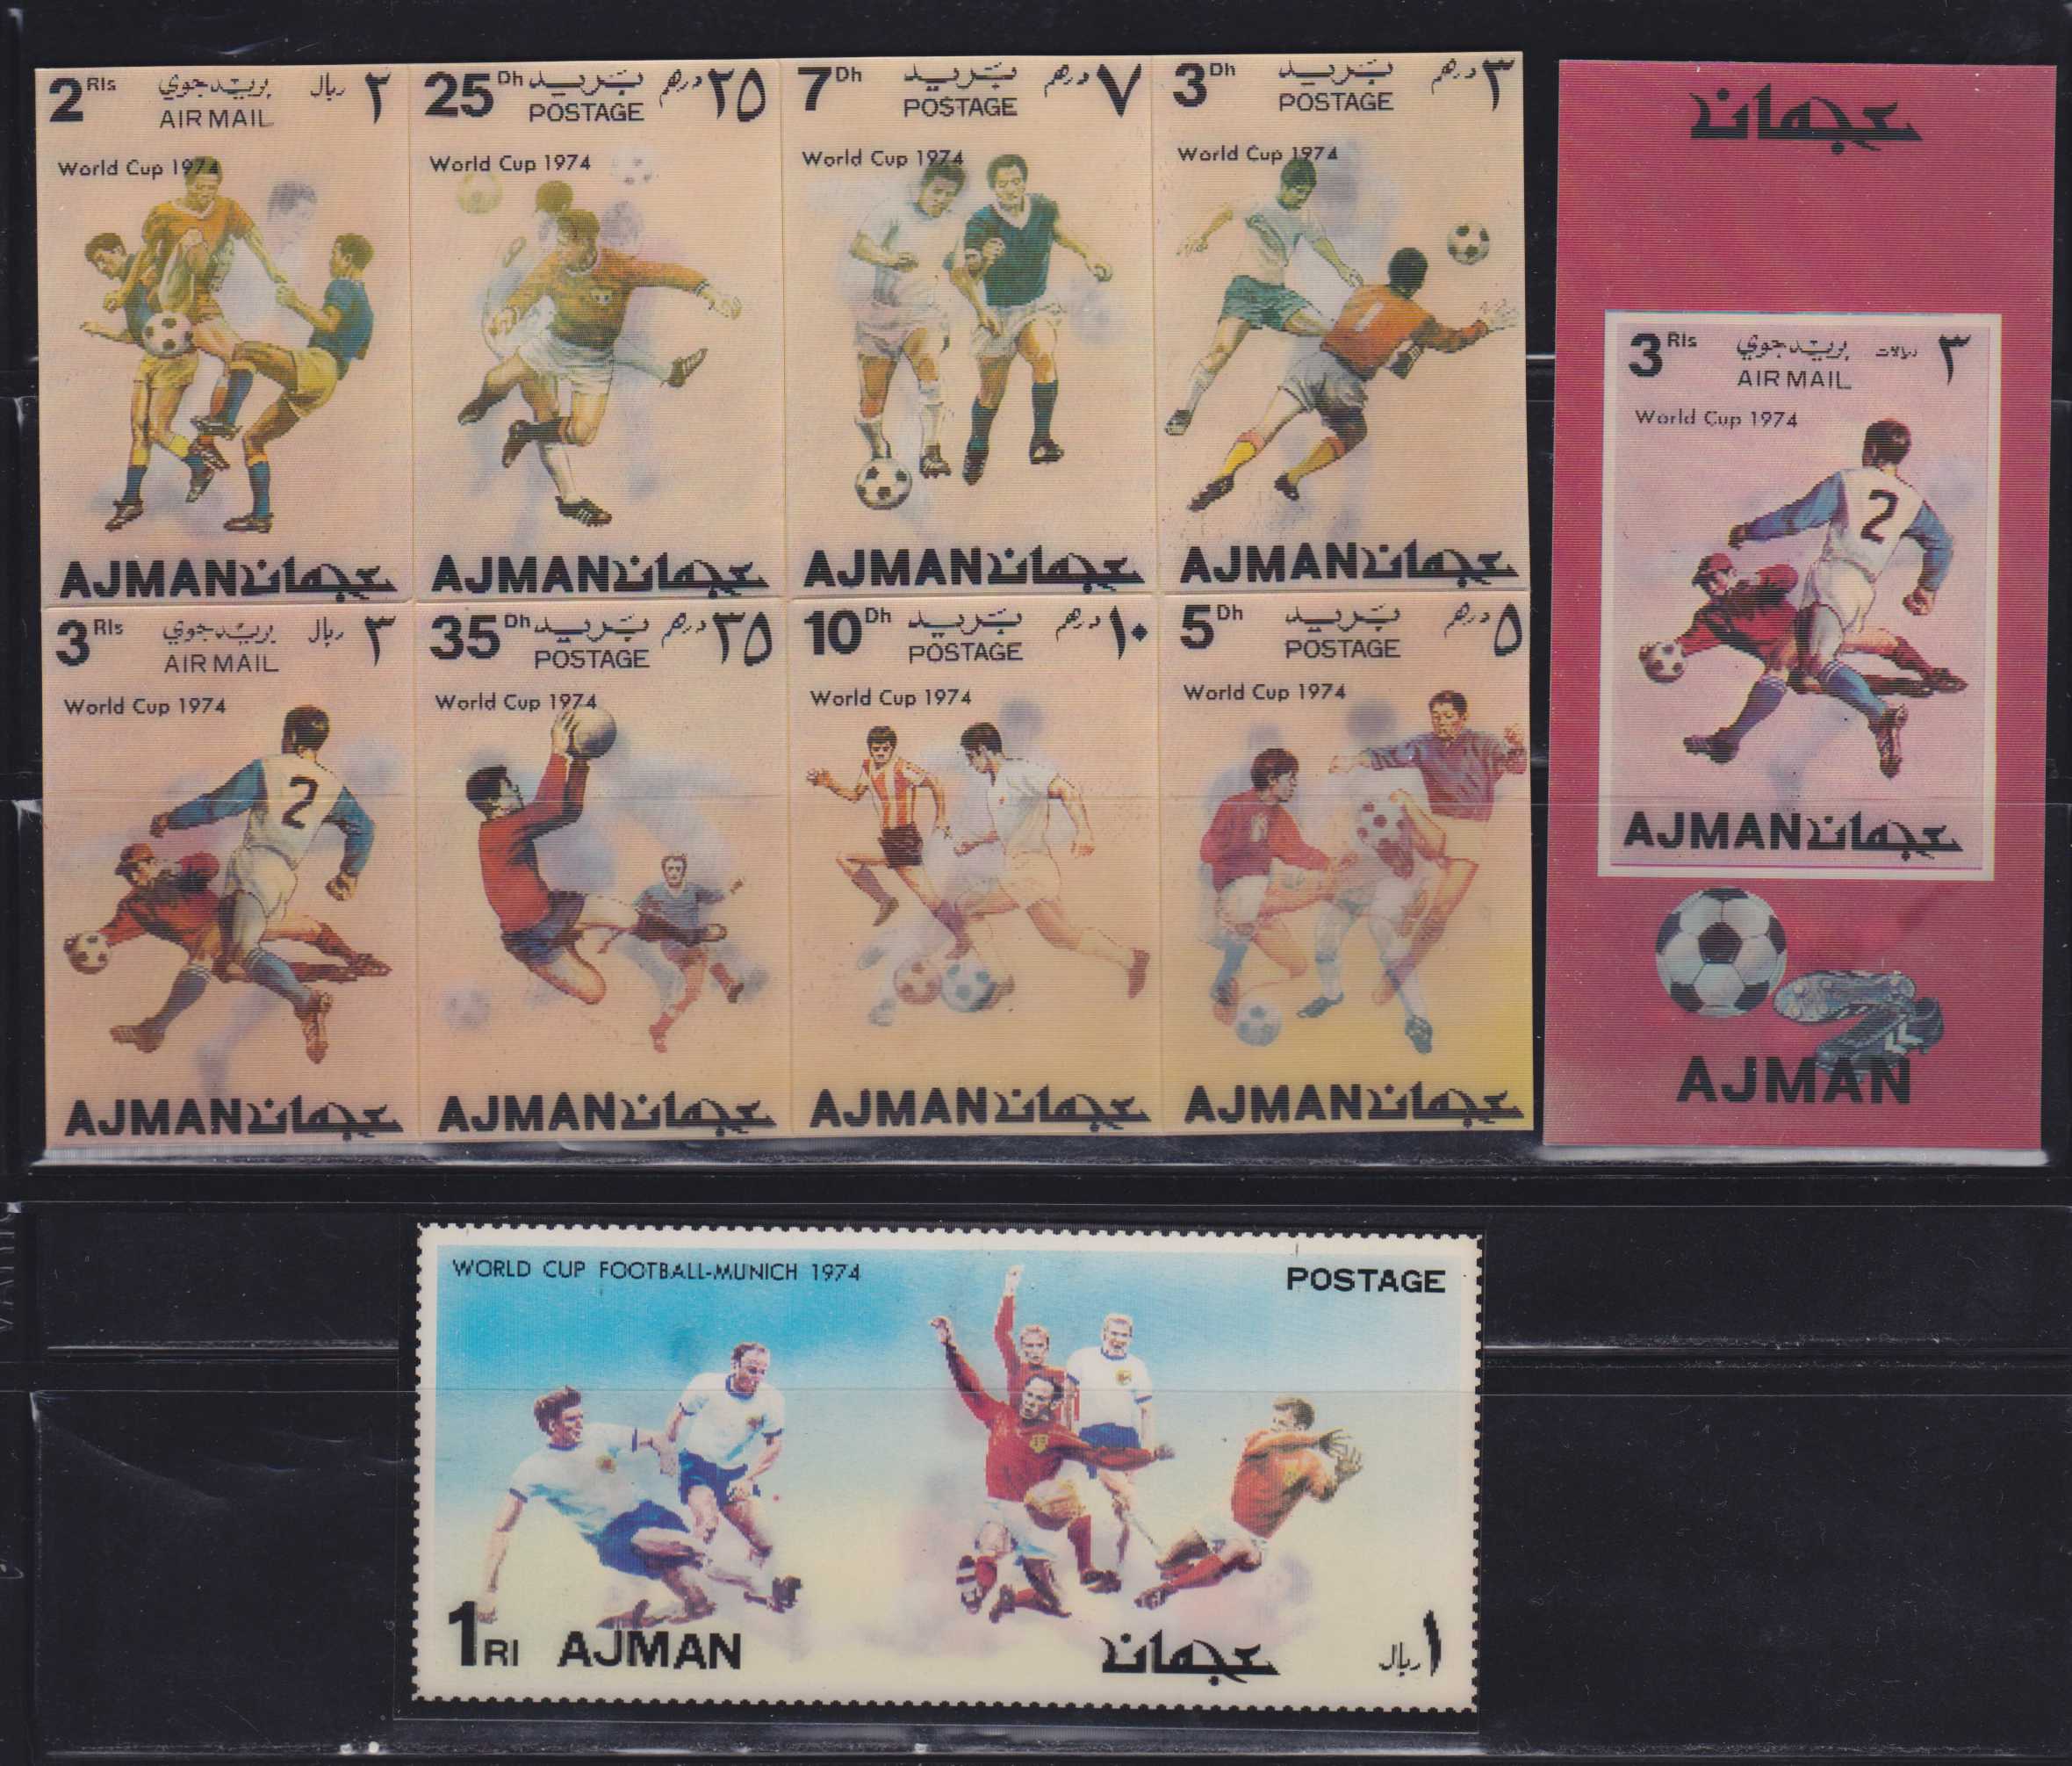 2 Rls بريد جوي ريال ٢
AIR MAIL
World Cup 1974
AJMAN عجمان
25 Dh بريد درهم ٢٥
POSTAGE
World Cup 1974
AJMAN عجمان
7 Dh بريد درهم ٧
POSTAGE
World Cup 1974
AJMAN عجمان
3 Dh بريد درهم ٣
POSTAGE
World Cup 1974
AJMAN عجمان
3 Rls بريد جوي ريال ٣
AIR MAIL
World Cup 1974
2
AJMAN عجمان
35 Dh بريد درهم ٣٥
POSTAGE
World Cup 1974
AJMAN عجمان
10 Dh بريد درهم ١٠
POSTAGE
World Cup 1974
AJMAN عجمان
5 Dh بريد درهم ٥
POSTAGE
World Cup 1974
AJMAN عجمان
عجمان
3 Rls بريد جوي ريالات ٣
AIR MAIL
World Cup 1974
2
AJMAN عجمان
AJMAN
WORLD CUP FOOTBALL-MUNICH 1974
POSTAGE
1 RI AJMAN عجمان ريال ١